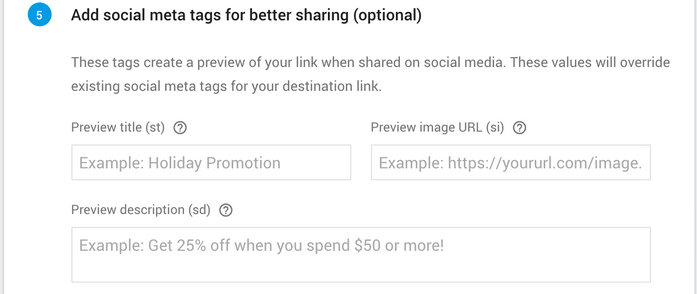 5 Add social meta tags for better sharing (optional)
These tags create a preview of your link when shared on social media. These values will override
existing social meta tags for your destination link.
Preview title (st) ? Preview image URL (si) ?
Example: Holiday Promotion Example: https://yoururl.com/image.
Preview description (sd) ?
Example: Get 25% off when you spend $50 or more!